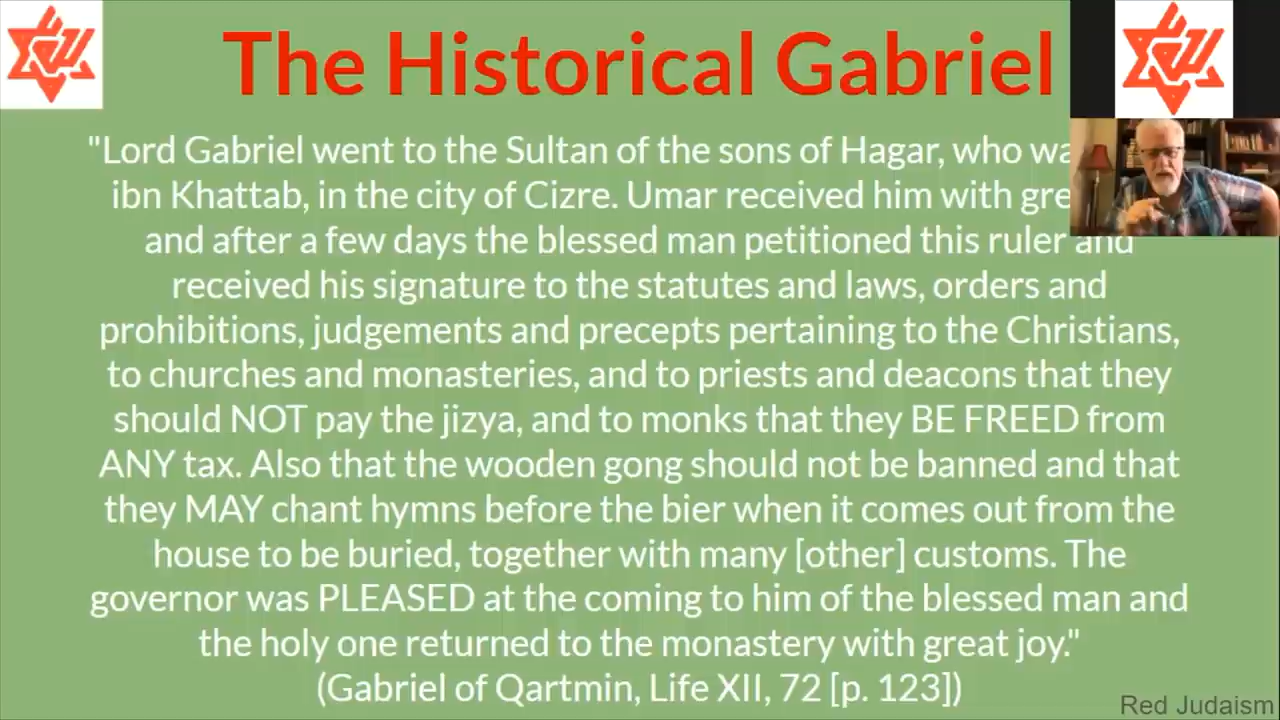 The Historical Gabriel
"Lord Gabriel went to the Sultan of the sons of Hagar, who
ibn Khattab, in the city of Cizre. Umar received him with
and after a few days the blessed man petitioned this ruler and
received his signature to the statutes and laws, orders and
prohibitions, judgements and precepts pertaining to the Christians,
to churches and monasteries, and to priests and deacons that they
should NOT pay the jizya, and to monks that they BE FREED from
ANY tax. Also that the wooden gong should not be banned and that
they MAY chant hymns before the bier when it comes out from the
house to be buried, together with many [other] customs. The
governor was PLEASED at the coming to him of the blessed man and
the holy one returned to the monastery with great joy."
(Gabriel of Qartmin, Life XII, 72 [p. 123])
Red Judaism